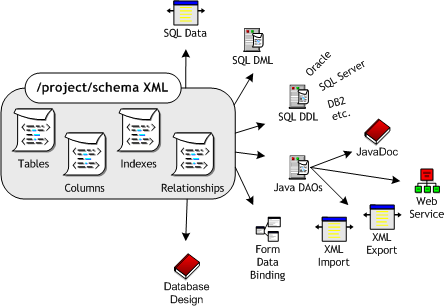 SQL Data
SQL DML
Oracle
SQL Server
DB2
etc.
SQL DDL
/project/schema XML
Tables
Columns
Indexes
Relationships
Java DAOs
JavaDoc
Web
Service
XML
Import
XML
Export
Form
Data
Binding
Database
Design